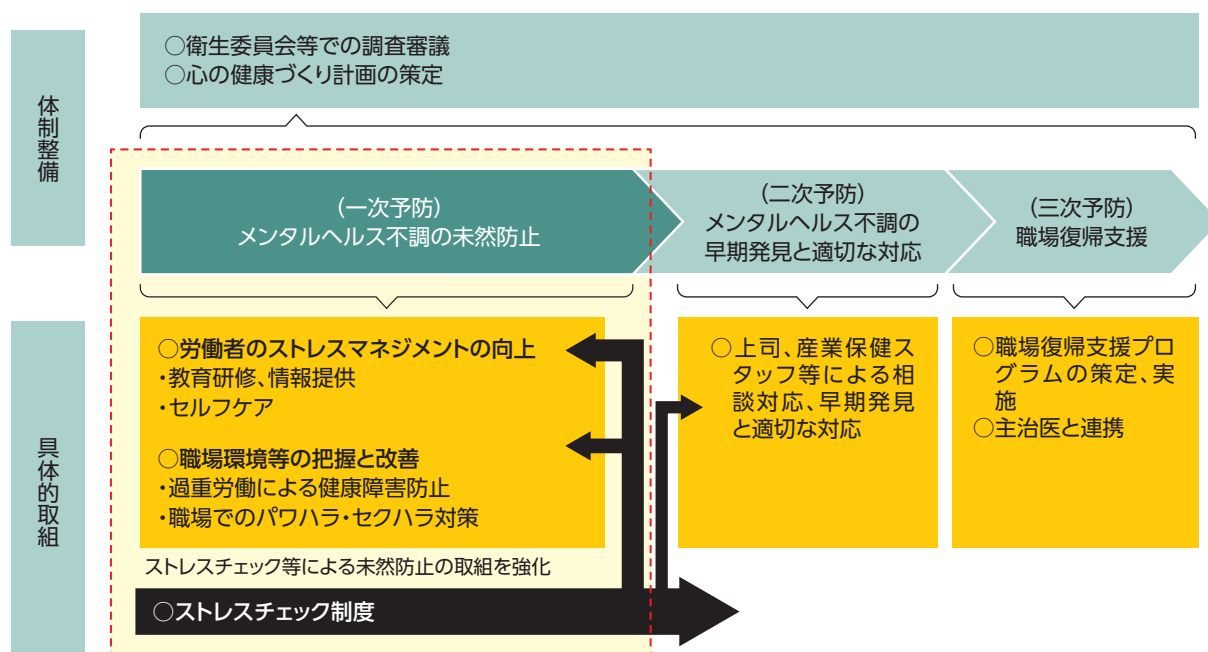 体制整備
○衛生委員会等での調査審議
○心の健康づくり計画の策定
(一次予防)
メンタルヘルス不調の未然防止
(二次予防)
メンタルヘルス不調の
早期発見と適切な対応
(三次予防)
職場復帰支援
具体的取組
○労働者のストレスマネジメントの向上
・教育研修、情報提供
・セルフケア
○職場環境等の把握と改善
・過重労働による健康障害防止
・職場でのパワハラ・セクハラ対策
○上司、産業保健ス
タッフ等による相
談対応、早期発見
と適切な対応
○職場復帰支援プロ
グラムの策定、実
施
○主治医と連携
ストレスチェック等による未然防止の取組を強化
○ストレスチェック制度